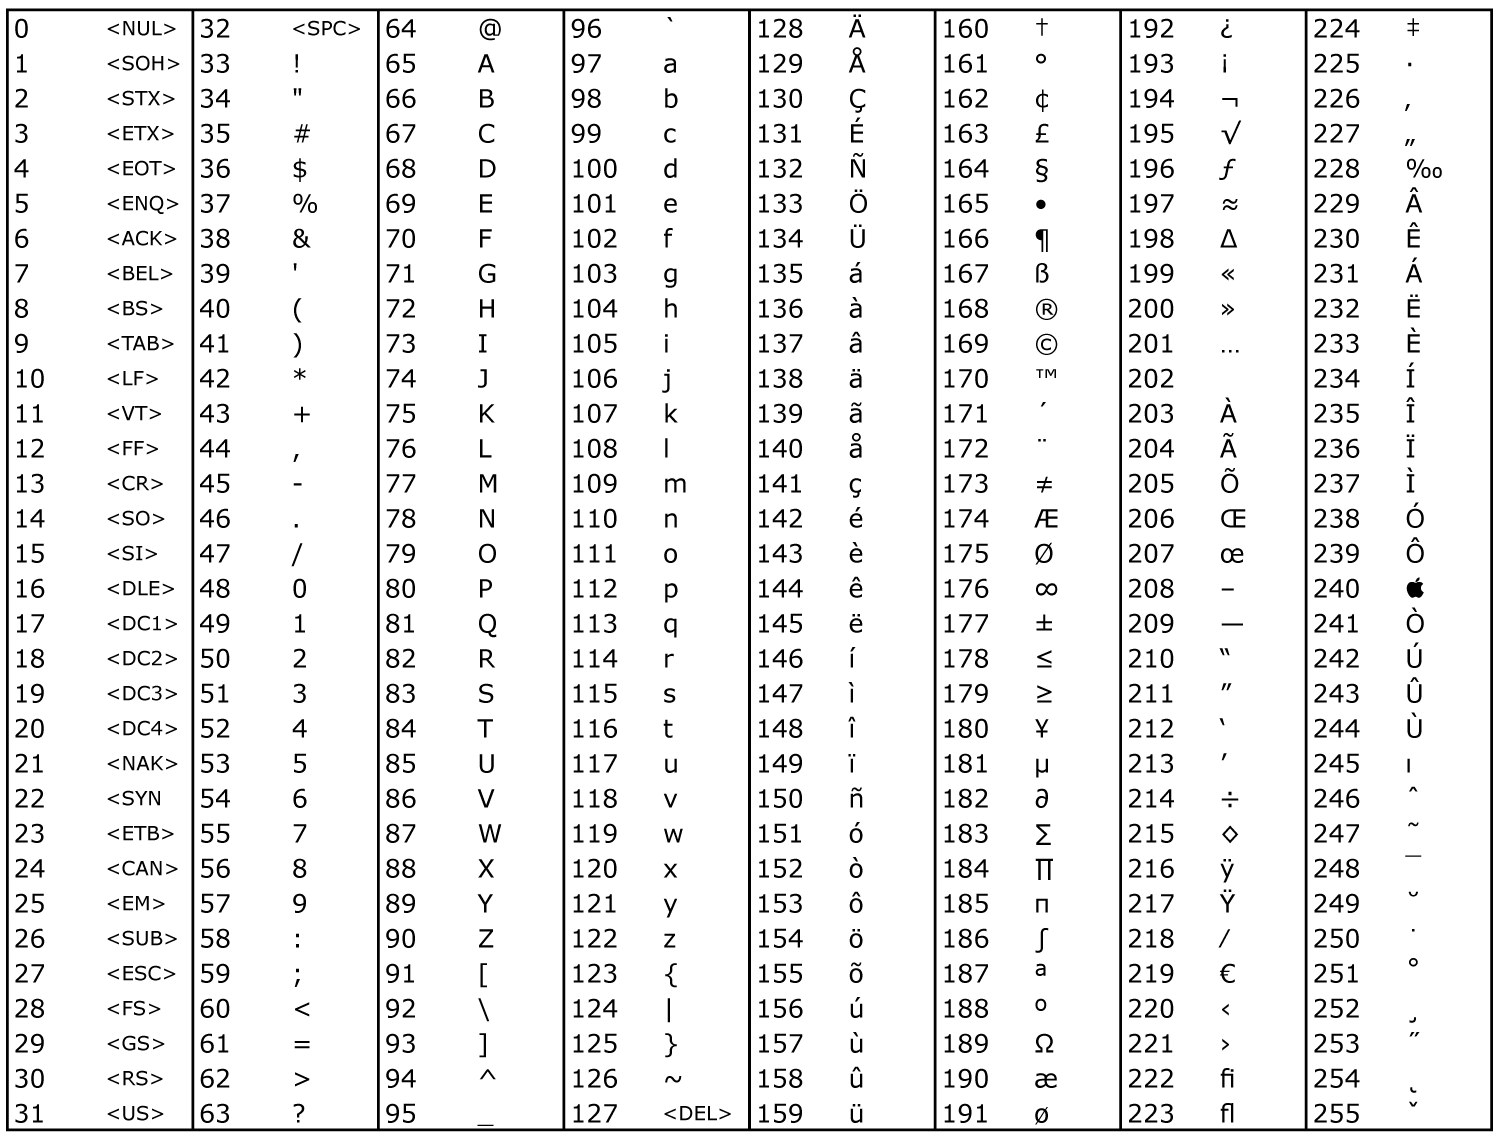 0 <NUL> 32 <SPC> 64 @ 96 ` 128 Ä 160 † 192 ¿ 224 ‡
1 <SOH> 33 ! 65 A 97 a 129 Å 161 ° 193 ¡ 225 ·
2 <STX> 34 " 66 B 98 b 130 Ç 162 ¢ 194 ¬ 226 ‚
3 <ETX> 35 # 67 C 99 c 131 É 163 £ 195 √ 227 „
4 <EOT> 36 $ 68 D 100 d 132 Ñ 164 § 196 ƒ 228 ‰
5 <ENQ> 37 % 69 E 101 e 133 Ö 165 • 197 ≈ 229 Â
6 <ACK> 38 & 70 F 102 f 134 Ü 166 ¶ 198 ∆ 230 Ê
7 <BEL> 39 ' 71 G 103 g 135 á 167 ß 199 « 231 Á
8 <BS> 40 ( 72 H 104 h 136 à 168 ® 200 » 232 Ë
9 <TAB> 41 ) 73 I 105 i 137 â 169 © 201 … 233 È
10 <LF> 42 * 74 J 106 j 138 ä 170 ™ 202 234 Í
11 <VT> 43 + 75 K 107 k 139 ã 171 ´ 203 À 235 Î
12 <FF> 44 , 76 L 108 l 140 å 172 ¨ 204 Ã 236 Ï
13 <CR> 45 - 77 M 109 m 141 ç 173 ≠ 205 Õ 237 Ì
14 <SO> 46 . 78 N 110 n 142 é 174 Æ 206 Œ 238 Ó
15 <SI> 47 / 79 O 111 o 143 è 175 Ø 207 œ 239 Ô
16 <DLE> 48 0 80 P 112 p 144 ê 176 ∞ 208 – 240 
17 <DC1> 49 1 81 Q 113 q 145 ë 177 ± 209 — 241 Ò
18 <DC2> 50 2 82 R 114 r 146 í 178 ≤ 210 “ 242 Ú
19 <DC3> 51 3 83 S 115 s 147 ì 179 ≥ 211 ” 243 Û
20 <DC4> 52 4 84 T 116 t 148 î 180 ¥ 212 ‘ 244 Ù
21 <NAK> 53 5 85 U 117 u 149 ï 181 µ 213 ’ 245 ı
22 <SYN 54 6 86 V 118 v 150 ñ 182 ∂ 214 ÷ 246 ˆ
23 <ETB> 55 7 87 W 119 w 151 ó 183 ∑ 215 ◊ 247 ˜
24 <CAN> 56 8 88 X 120 x 152 ò 184 ∏ 216 ÿ 248 ¯
25 <EM> 57 9 89 Y 121 y 153 ô 185 п 217 Ÿ 249 ˘
26 <SUB> 58 : 90 Z 122 z 154 ö 186 ∫ 218 ⁄ 250 ˙
27 <ESC> 59 ; 91 [ 123 { 155 õ 187 ª 219 € 251 ˚
28 <FS> 60 < 92 \ 124 | 156 ú 188 º 220 ‹ 252 ¸
29 <GS> 61 = 93 ] 125 } 157 ù 189 Ω 221 › 253 ˝
30 <RS> 62 > 94 ^ 126 ~ 158 û 190 æ 222 ﬁ 254 ˛
31 <US> 63 ? 95 _ 127 <DEL> 159 ü 191 ø 223 ﬂ 255 ˇ